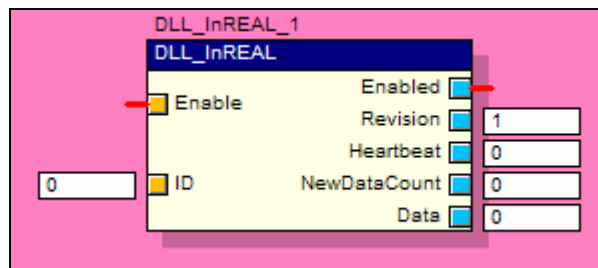 DLL_InREAL_1
DLL_InREAL
Enable Enabled
Revision 1
Heartbeat 0
0 ID NewDataCount 0
Data 0